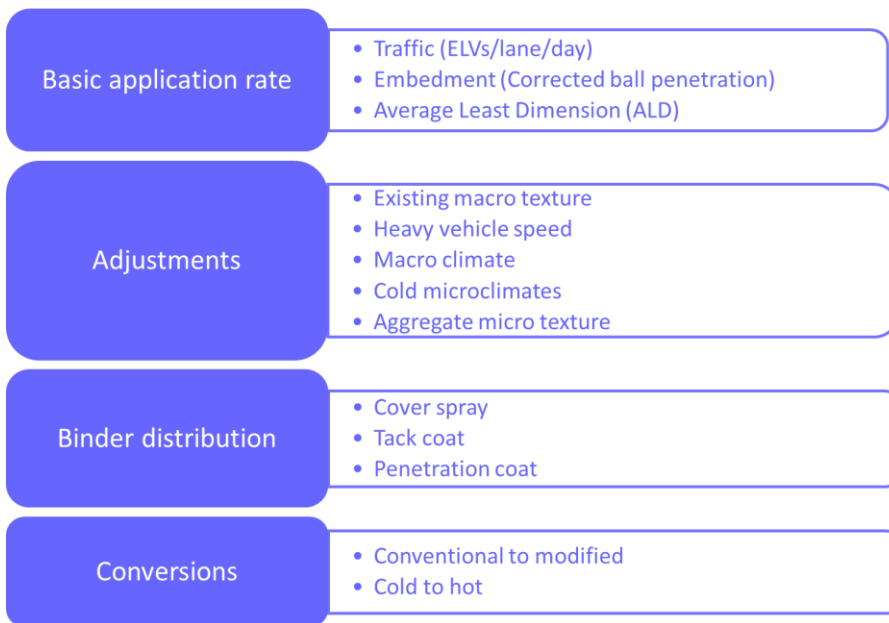 Basic application rate
• Traffic (ELVs/lane/day)
• Embedment (Corrected ball penetration)
• Average Least Dimension (ALD)
Adjustments
• Existing macro texture
• Heavy vehicle speed
• Macro climate
• Cold microclimates
• Aggregate micro texture
Binder distribution
• Cover spray
• Tack coat
• Penetration coat
Conversions
• Conventional to modified
• Cold to hot